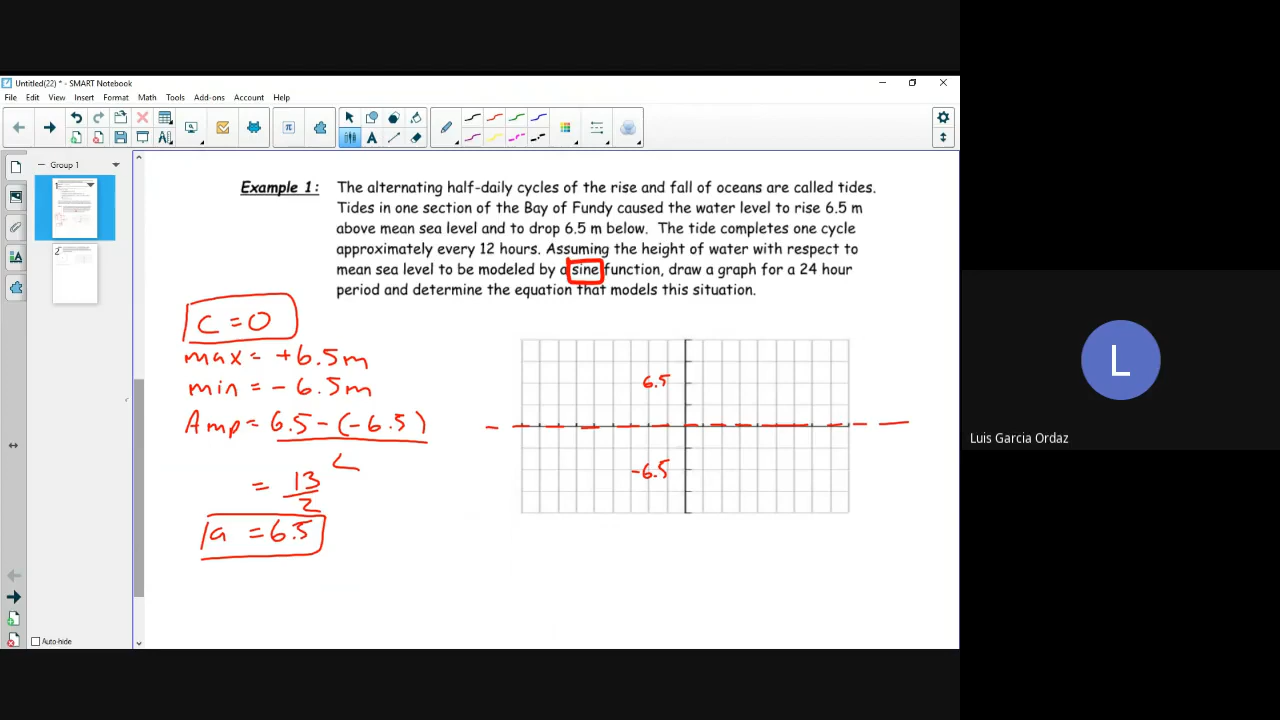 Untitled(22) * - SMART Notebook
File Edit View Insert Format Math Tools Add-ons Account Help
Group 1
Example 1: The alternating half-daily cycles of the rise and fall of oceans are called tides.
Tides in one section of the Bay of Fundy caused the water level to rise 6.5 m
above mean sea level and to drop 6.5 m below. The tide completes one cycle
approximately every 12 hours. Assuming the height of water with respect to
mean sea level to be modeled by a sine function, draw a graph for a 24 hour
period and determine the equation that models this situation.
C = 0
max = +6.5m
min = - 6.5m
Amp = 6.5 - (-6.5)
= 13
2
a = 6.5
6.5
-6.5
Auto-hide
L
Luis Garcia Ordaz